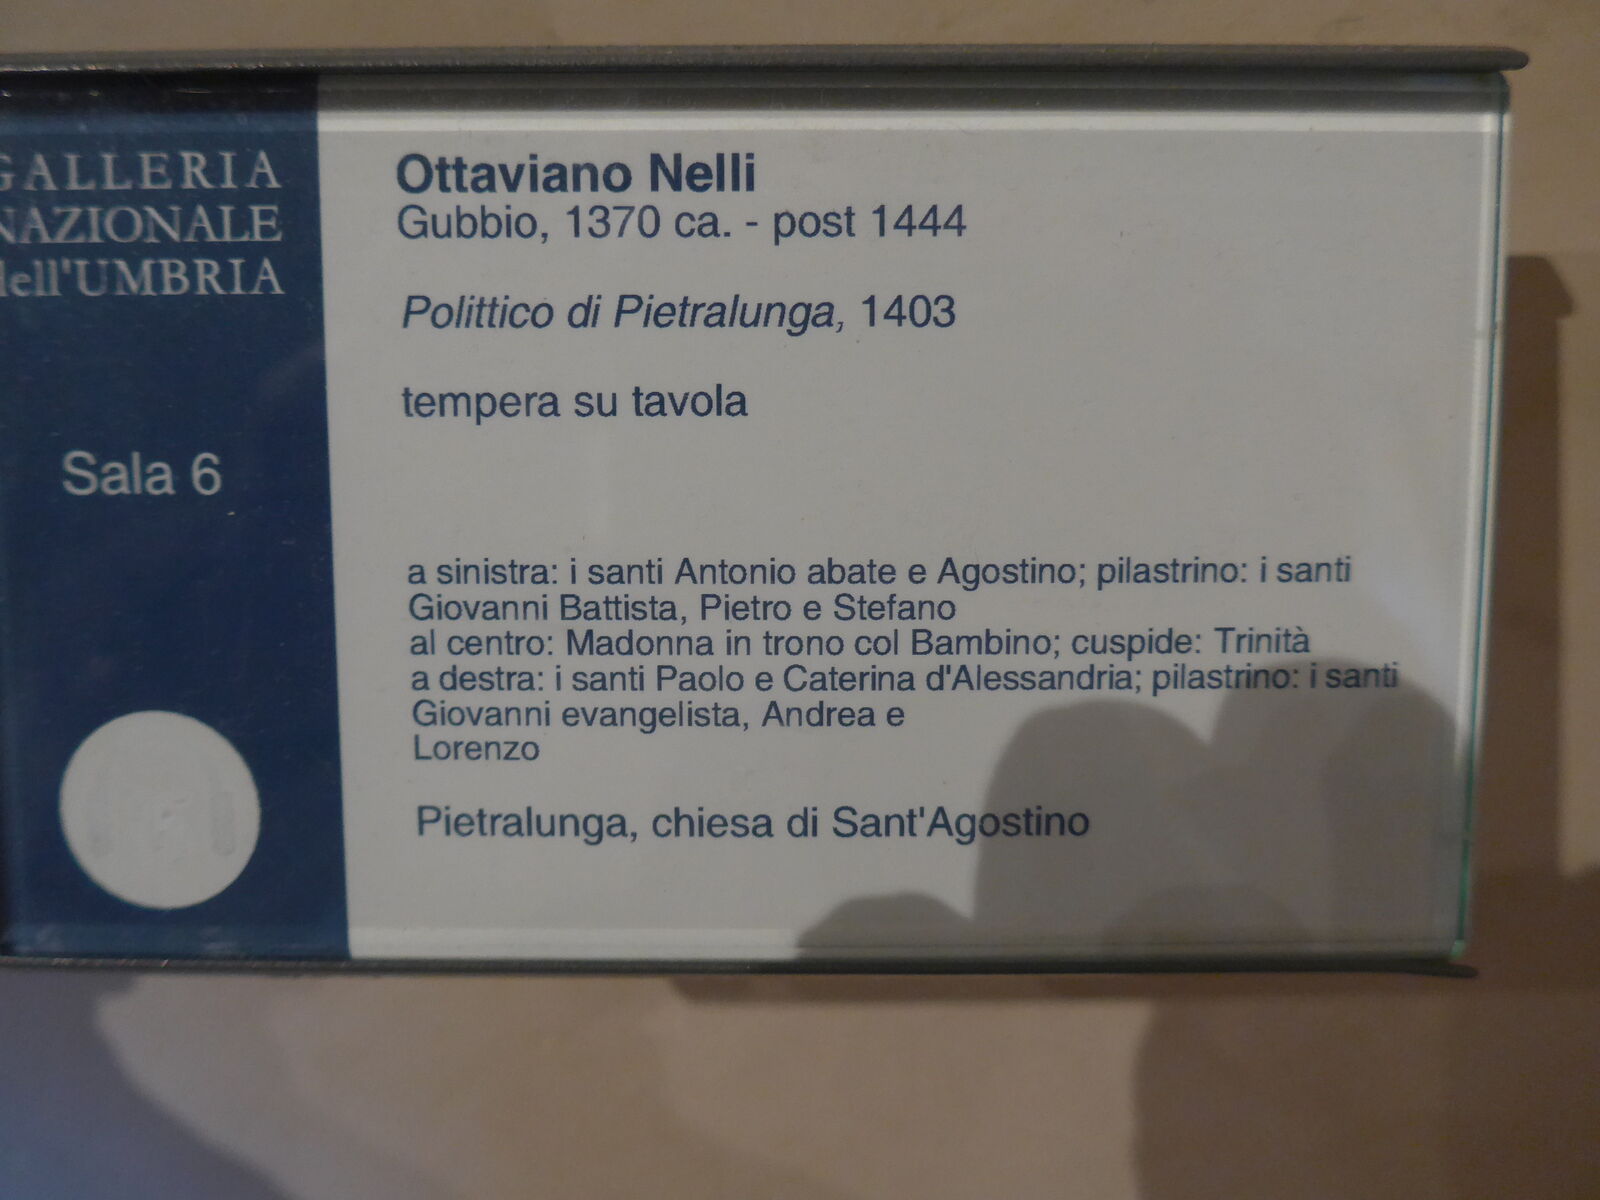 GALLERIA
NAZIONALE
dell'UMBRIA
Sala 6
Ottaviano Nelli
Gubbio, 1370 ca. - post 1444
Polittico di Pietralunga, 1403
tempera su tavola
a sinistra: i santi Antonio abate e Agostino; pilastrino: i santi
Giovanni Battista, Pietro e Stefano
al centro: Madonna in trono col Bambino; cuspide: Trinità
a destra: i santi Paolo e Caterina d'Alessandria; pilastrino: i santi
Giovanni evangelista, Andrea e
Lorenzo
Pietralunga, chiesa di Sant'Agostino